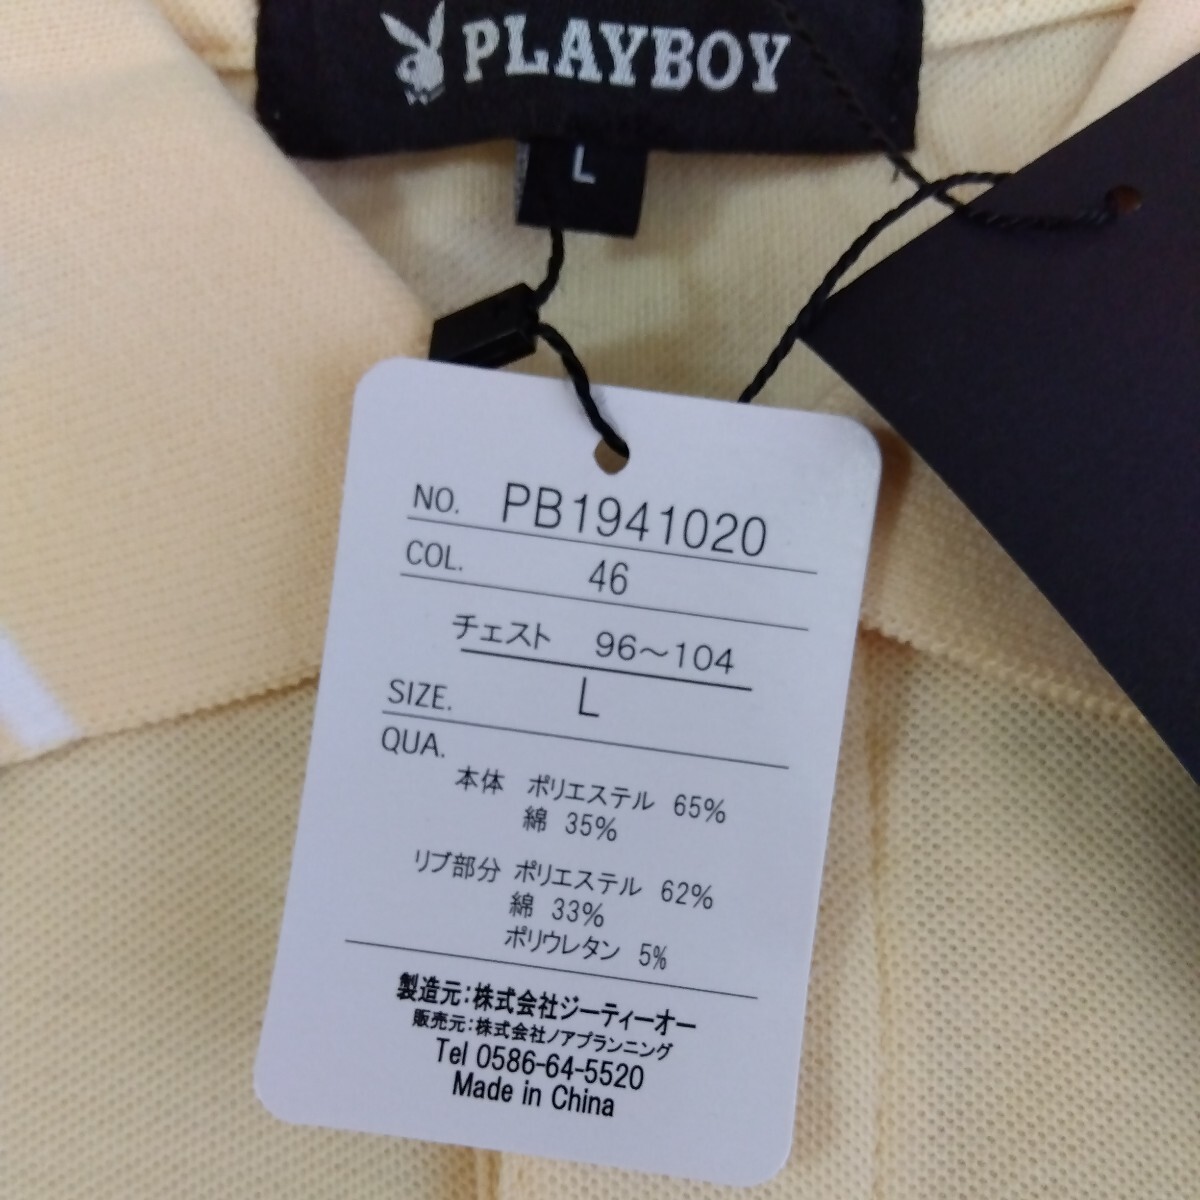 PLAYBOY
L
NO. PB1941020
COL. 46
チェスト 96～104
SIZE. L
QUA.
本体 ポリエステル 65%
綿 35%
リブ部分 ポリエステル 62%
綿 33%
ポリウレタン 5%
製造元：株式会社ジーティーオー
販売元：株式会社ノアプランニング
Tel 0586-64-5520
Made in China